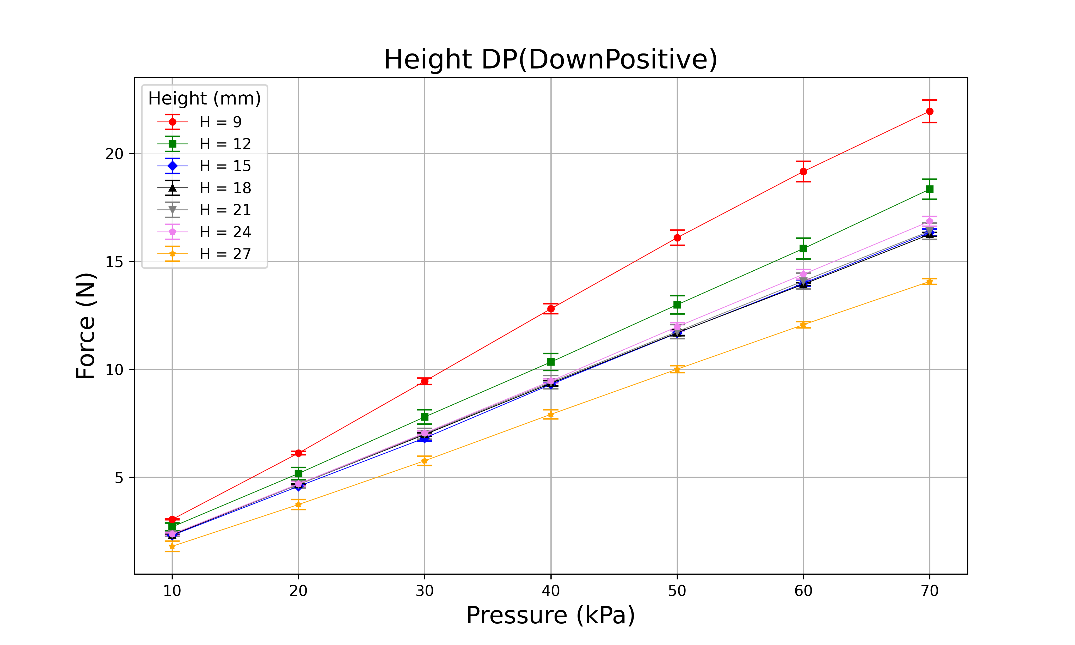 Height DP(DownPositive)
Height (mm)
H = 9
H = 12
H = 15
H = 18
H = 21
H = 24
H = 27
20
15
10
5
Force (N)
10 20 30 40 50 60 70
Pressure (kPa)